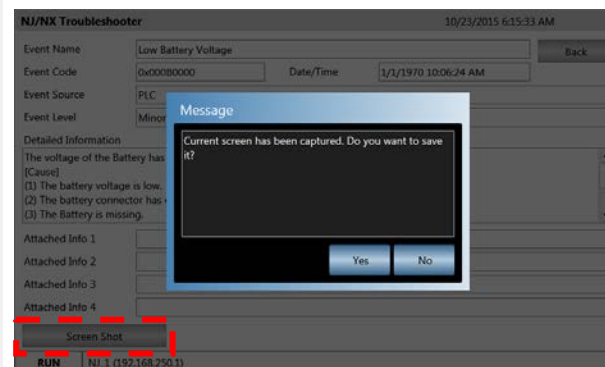 NJ/NX Troubleshooter 10/23/2015 6:15:33 AM
Event Name Low Battery Voltage Back
Event Code 0x000B0000 Date/Time 1/1/1970 10:06:24 AM
Event Source PLC
Event Level Minor
Message
Detailed Information
Current screen has been captured. Do you want to save
it?
The voltage of the Battery has
[Cause]
(1) The battery voltage is low.
(2) The battery connector has
(3) The Battery is missing.
Attached Info 1
Attached Info 2
Yes No
Attached Info 3
Attached Info 4
Screen Shot
RUN NJ 1 (192.168.250.1)